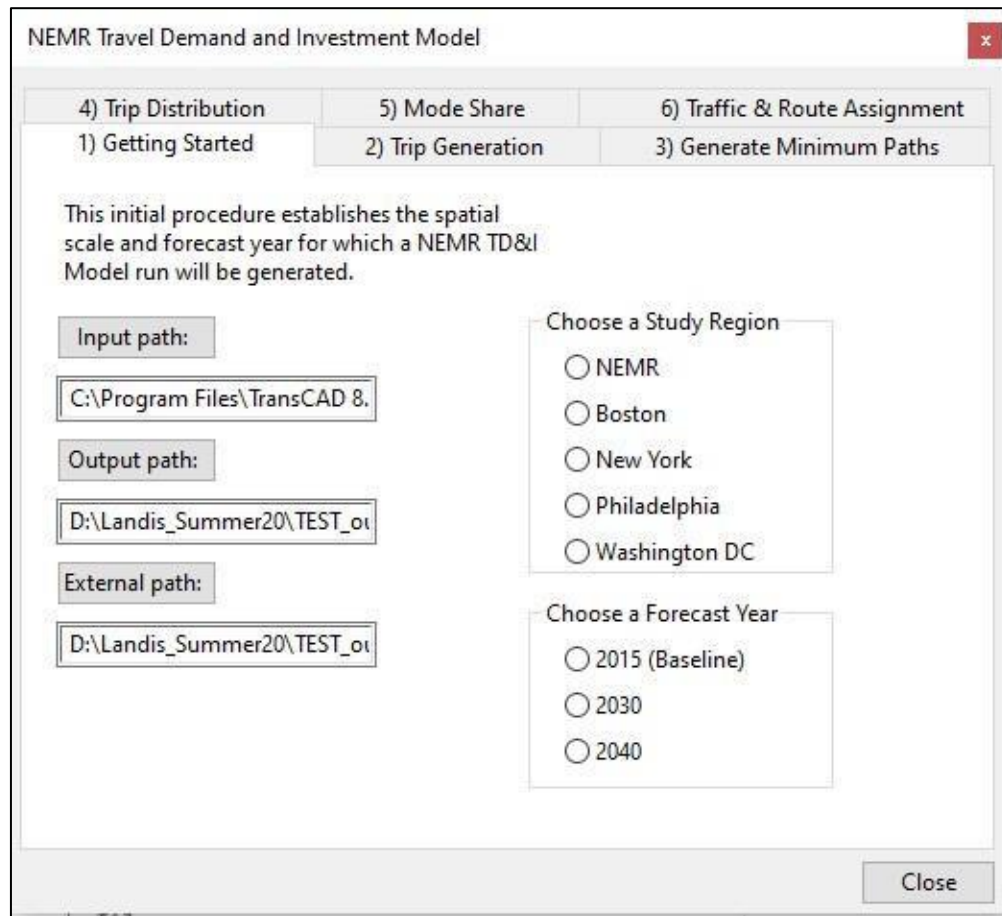 NEMR Travel Demand and Investment Model
x
4) Trip Distribution
5) Mode Share
6) Traffic & Route Assignment
1) Getting Started
2) Trip Generation
3) Generate Minimum Paths
This initial procedure establishes the spatial
scale and forecast year for which a NEMR TD&I
Model run will be generated.
Input path:
C:\Program Files\TransCAD 8.
Output path:
D:\Landis_Summer20\TEST_ou
External path:
D:\Landis_Summer20\TEST_ou
Choose a Study Region
NEMR
Boston
New York
Philadelphia
Washington DC
Choose a Forecast Year
2015 (Baseline)
2030
2040
Close